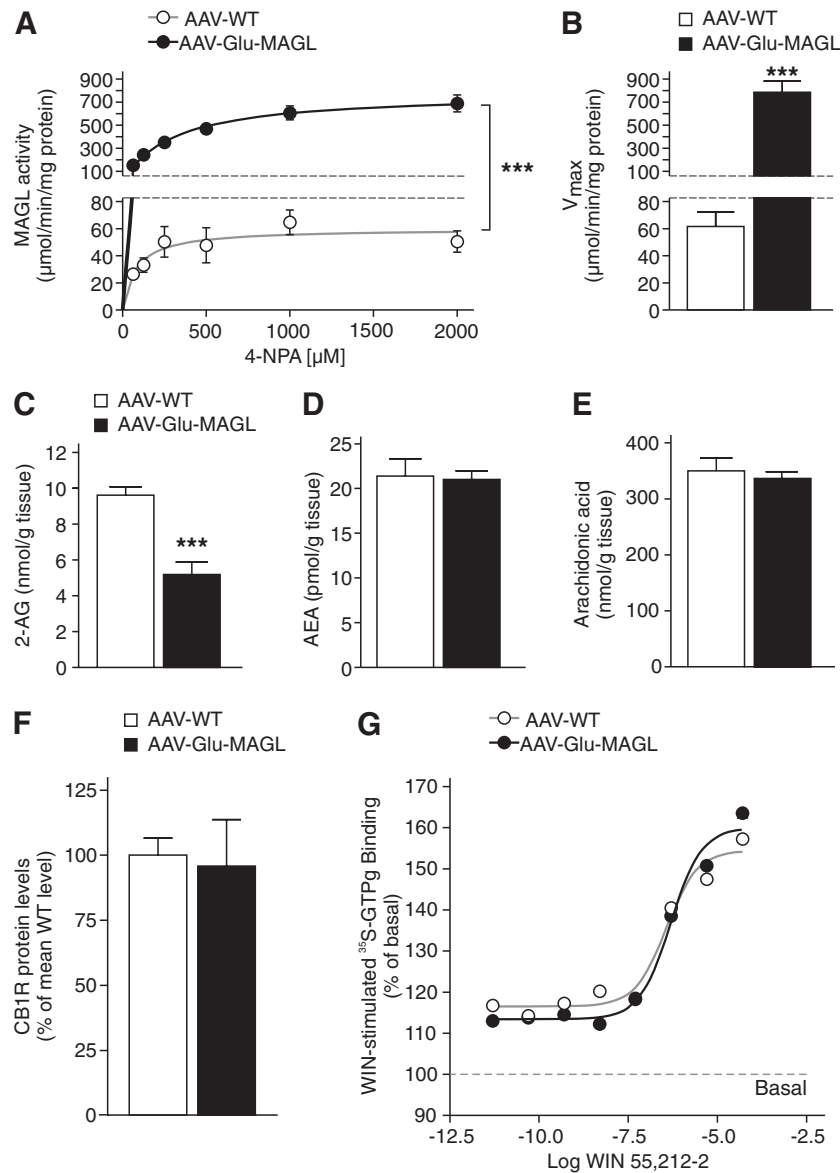 A
AAV-WT
AAV-Glu-MAGL
MAGL activity
(µmol/min/mg protein)
900
700
500
300
100
80
60
40
20
0
***
0 500 1000 1500 2000
4-NPA [µM]
B
AAV-WT
AAV-Glu-MAGL
Vmax
(µmol/min/mg protein)
900
700
500
300
100
80
60
40
20
0
***
C
AAV-WT
AAV-Glu-MAGL
2-AG (nmol/g tissue)
12
10
8
6
4
2
0
***
D
AEA (pmol/g tissue)
25
20
15
10
5
0
E
Arachidonic acid
(nmol/g tissue)
400
300
200
100
0
F
AAV-WT
AAV-Glu-MAGL
CB1R protein levels
(% of mean WT level)
125
100
75
50
25
0
G
AAV-WT
AAV-Glu-MAGL
WIN-stimulated ³⁵S-GTPg Binding
(% of basal)
170
160
150
140
130
120
110
100
90
Basal
-12.5 -10.0 -7.5 -5.0 -2.5
Log WIN 55,212-2